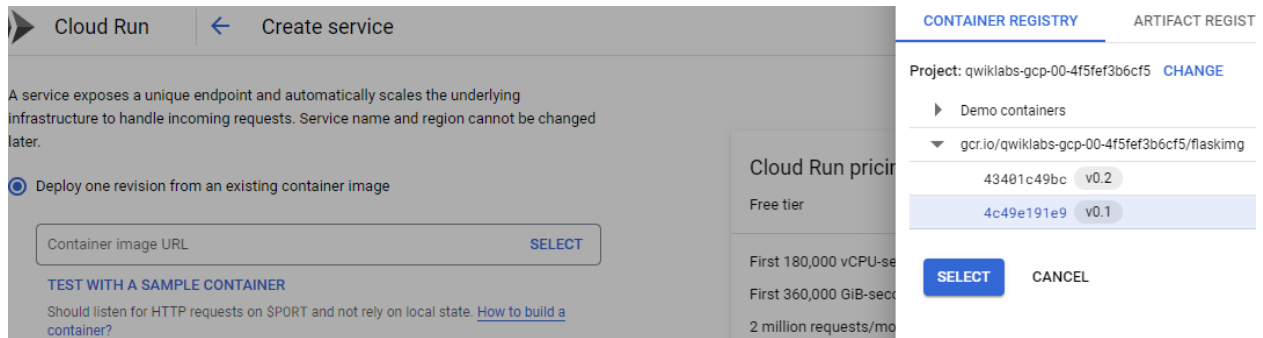 Cloud Run
Create service
A service exposes a unique endpoint and automatically scales the underlying
infrastructure to handle incoming requests. Service name and region cannot be changed
later.
Deploy one revision from an existing container image
Container image URL
SELECT
TEST WITH A SAMPLE CONTAINER
Should listen for HTTP requests on $PORT and not rely on local state. How to build a
container?
Cloud Run pricin
Free tier
First 180,000 vCPU-se
First 360,000 GiB-seco
2 million requests/mo
CONTAINER REGISTRY
ARTIFACT REGIST
Project: qwiklabs-gcp-00-4f5fef3b6cf5 CHANGE
Demo containers
gcr.io/qwiklabs-gcp-00-4f5fef3b6cf5/flaskimg
43401c49bc v0.2
4c49e191e9 v0.1
SELECT
CANCEL